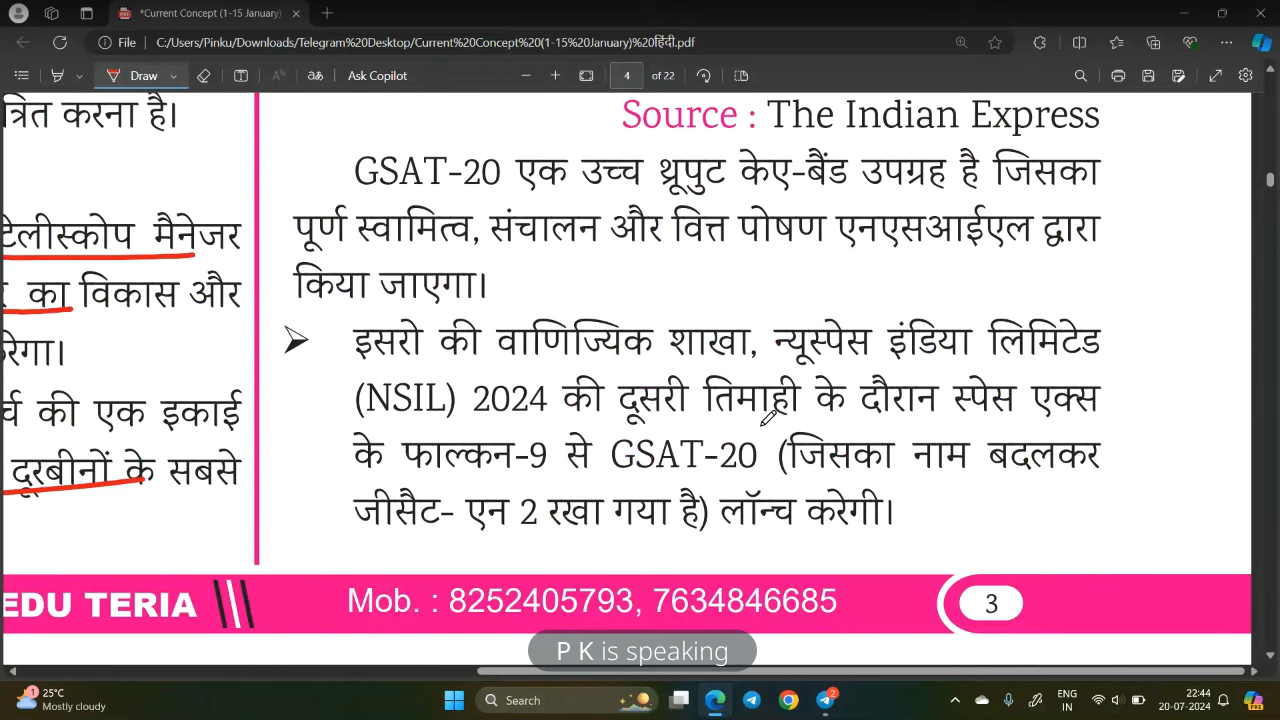 *Current Concept (1-15 January)
File C:/Users/Pinku/Downloads/Telegram%20Desktop/Current%20Concept%20(1-15%20January)%20हिंदी.pdf
Draw Ask Copilot 4 of 22
त्रित करना है।
टेलीस्कोप मैनेजर
र का विकास और
रेगा।
र्च की एक इकाई
दूरबीनों के सबसे
Source : The Indian Express
GSAT-20 एक उच्च थ्रूपुट केए-बैंड उपग्रह है जिसका
पूर्ण स्वामित्व, संचालन और वित्त पोषण एनएसआईएल द्वारा
किया जाएगा।
➢ इसरो की वाणिज्यिक शाखा, न्यूस्पेस इंडिया लिमिटेड
(NSIL) 2024 की दूसरी तिमाही के दौरान स्पेस एक्स
के फाल्कन-9 से GSAT-20 (जिसका नाम बदलकर
जीसैट- एन 2 रखा गया है) लॉन्च करेगी।
EDU TERIA Mob. : 8252405793, 7634846685 3
P K is speaking
1 25°C
Mostly cloudy
Search
2
ENG
IN
22:44
20-07-2024